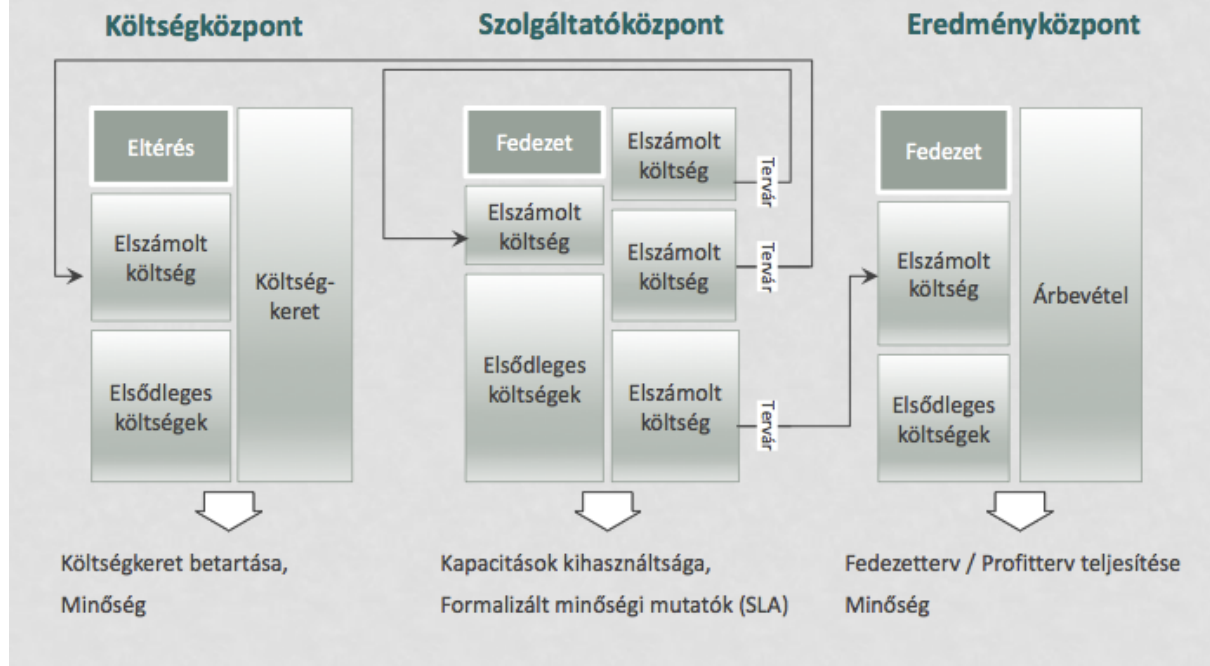 Költségközpont
Eltérés
Elszámolt
költség
Elsődleges
költségek
Költség-
keret
Költségkeret betartása,
Minőség
Szolgáltatóközpont
Fedezet
Elszámolt
költség
Elsődleges
költségek
Elszámolt
költség
Tervár
Elszámolt
költség
Tervár
Elszámolt
költség
Tervár
Kapacitások kihasználtsága,
Formalizált minőségi mutatók (SLA)
Eredményközpont
Fedezet
Elszámolt
költség
Elsődleges
költségek
Árbevétel
Fedezetterv / Profitterv teljesítése
Minőség